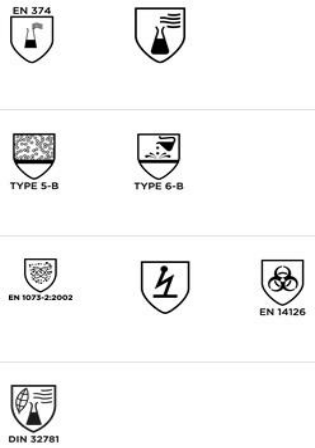 EN 374
TYPE 5-B
TYPE 6-B
EN 1073-2:2002
EN 14126
DIN 32781